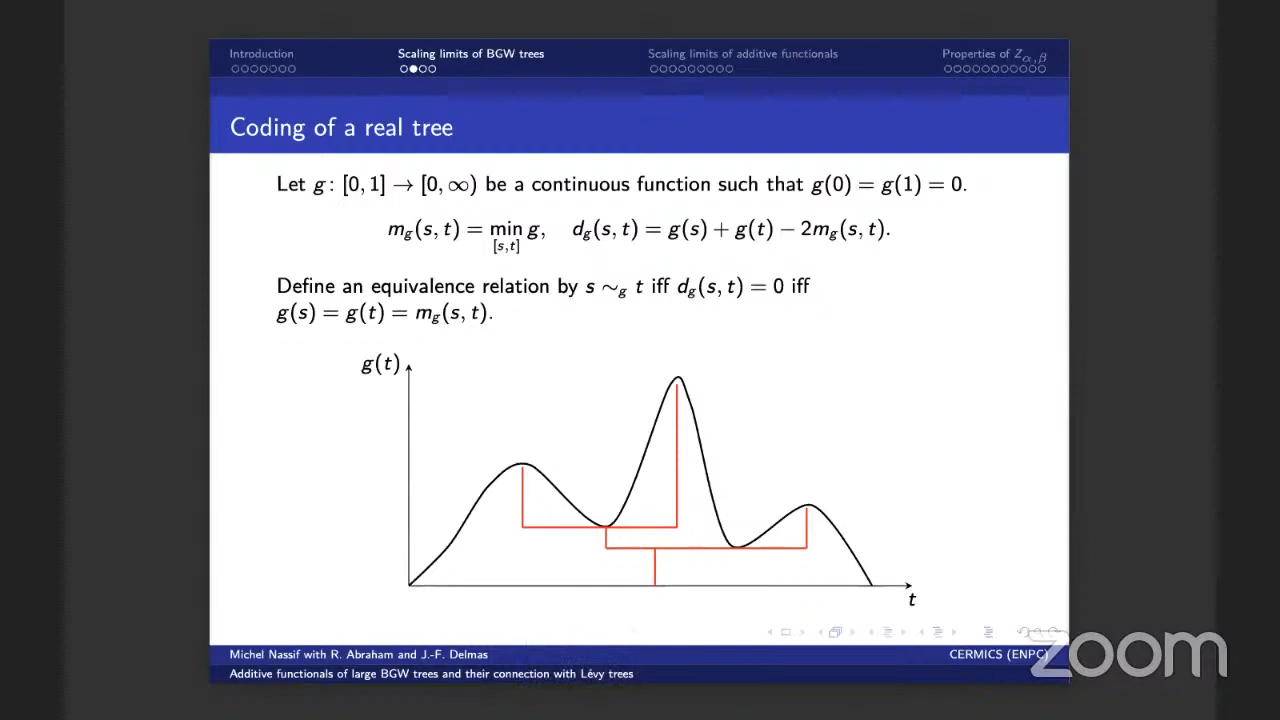 Introduction
Scaling limits of BGW trees
Scaling limits of additive functionals
Properties of Z_{α,β}
Coding of a real tree
Let g: [0, 1] → [0, ∞) be a continuous function such that g(0) = g(1) = 0.
m_g(s, t) = min_{[s,t]} g,   d_g(s, t) = g(s) + g(t) − 2m_g(s, t).
Define an equivalence relation by s ∼_g t iff d_g(s, t) = 0 iff
g(s) = g(t) = m_g(s, t).
g(t)
t
Michel Nassif with R. Abraham and J.-F. Delmas
CERMICS (ENPC)
Additive functionals of large BGW trees and their connection with Lévy trees
zoom